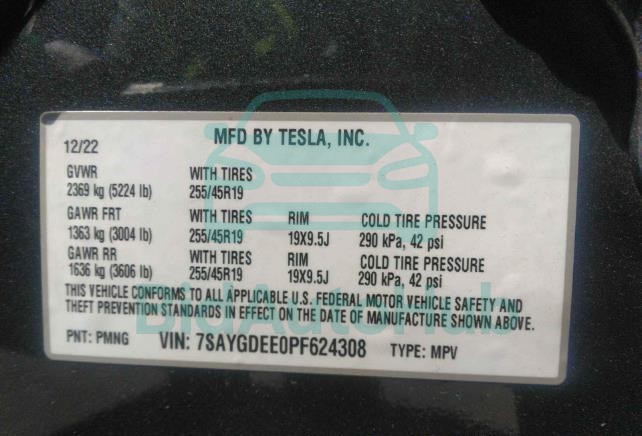 MFD BY TESLA, INC.
12/22
GVWR WITH TIRES
2369 kg (5224 lb) 255/45R19
GAWR FRT WITH TIRES RIM COLD TIRE PRESSURE
1363 kg (3004 lb) 255/45R19 19X9.5J 290 kPa, 42 psi
GAWR RR WITH TIRES RIM COLD TIRE PRESSURE
1636 kg (3606 lb) 255/45R19 19X9.5J 290 kPa, 42 psi
THIS VEHICLE CONFORMS TO ALL APPLICABLE U.S. FEDERAL MOTOR VEHICLE SAFETY AND
THEFT PREVENTION STANDARDS IN EFFECT ON THE DATE OF MANUFACTURE SHOWN ABOVE.
BidAutoHub
PNT: PMNG VIN: 7SAYGDEE0PF624308 TYPE: MPV